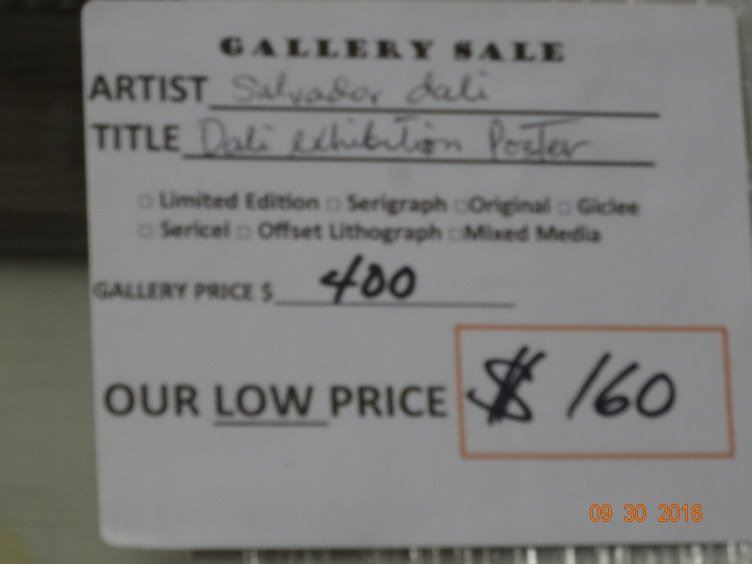 GALLERY SALE
ARTIST Salvador dali
TITLE Dali exhibition Poster
□ Limited Edition □ Serigraph □ Original □ Giclee
□ Sericel □ Offset Lithograph □ Mixed Media
GALLERY PRICE $ 400
OUR LOW PRICE $ 160
09 30 2016